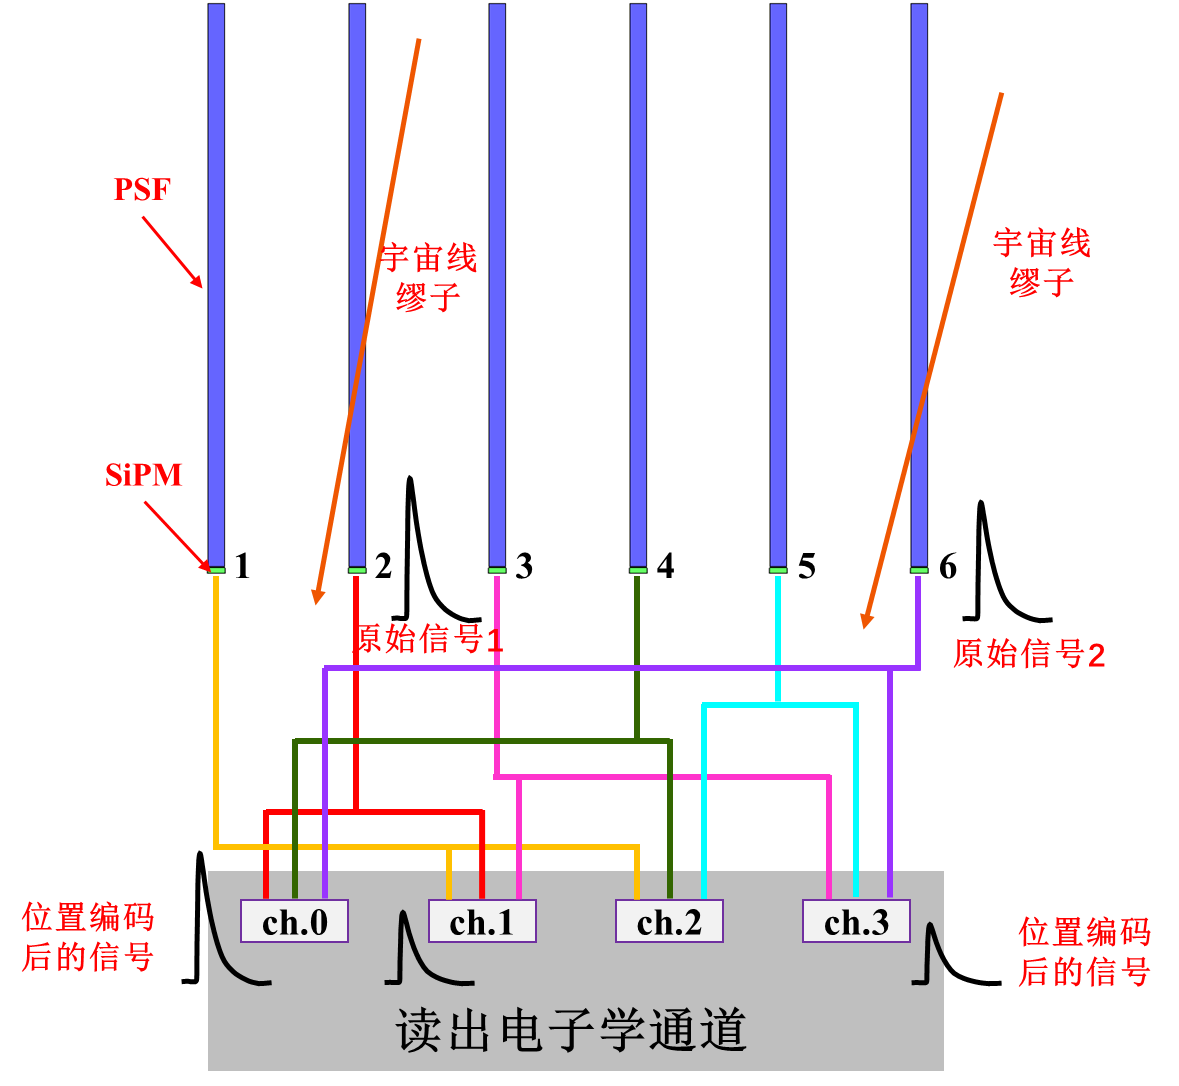 PSF
宇宙线
缪子
宇宙线
缪子
SiPM
1
2
3
4
5
6
原始信号1
原始信号2
位置编码
后的信号
ch.0
ch.1
ch.2
ch.3
位置编码
后的信号
读出电子学通道